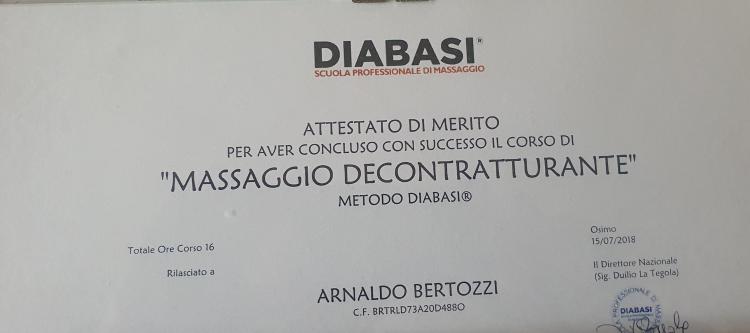 DIABASI®
SCUOLA PROFESSIONALE DI MASSAGGIO
ATTESTATO DI MERITO
PER AVER CONCLUSO CON SUCCESSO IL CORSO DI
"MASSAGGIO DECONTRATTURANTE"
METODO DIABASI®
Totale Ore Corso 16
Rilasciato a
Osimo
15/07/2018
Il Direttore Nazionale
(Sig. Duilio La Tegola)
ARNALDO BERTOZZI
C.F. BRTRLD73A20D488O
DIABASI